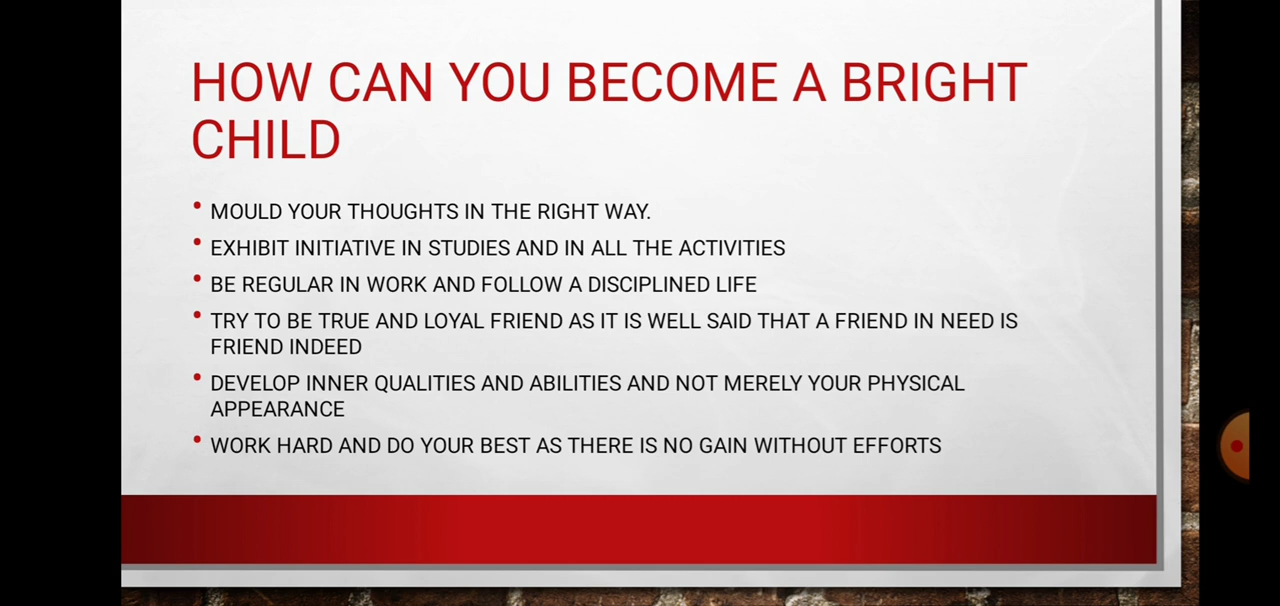 HOW CAN YOU BECOME A BRIGHT
CHILD
• MOULD YOUR THOUGHTS IN THE RIGHT WAY.
• EXHIBIT INITIATIVE IN STUDIES AND IN ALL THE ACTIVITIES
• BE REGULAR IN WORK AND FOLLOW A DISCIPLINED LIFE
• TRY TO BE TRUE AND LOYAL FRIEND AS IT IS WELL SAID THAT A FRIEND IN NEED IS
FRIEND INDEED
• DEVELOP INNER QUALITIES AND ABILITIES AND NOT MERELY YOUR PHYSICAL
APPEARANCE
• WORK HARD AND DO YOUR BEST AS THERE IS NO GAIN WITHOUT EFFORTS